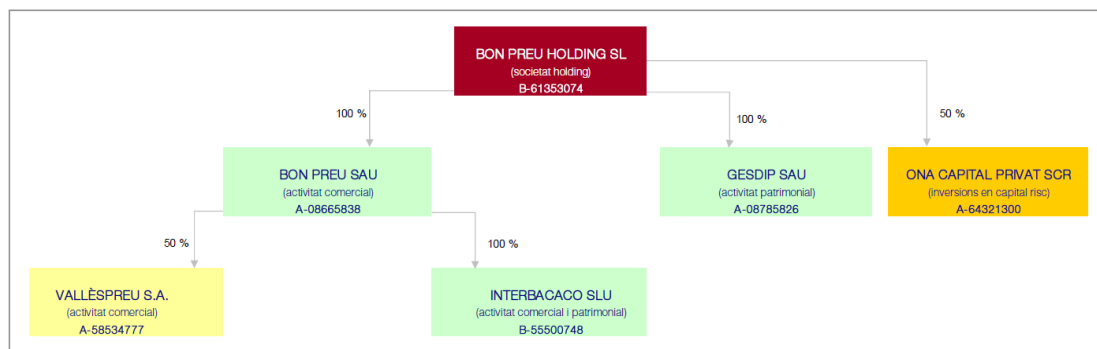 BON PREU HOLDING SL
(societat holding)
B-61353074
100 %
100 %
50 %
BON PREU SAU
(activitat comercial)
A-08665838
GESDIP SAU
(activitat patrimonial)
A-08785826
ONA CAPITAL PRIVAT SCR
(inversions en capital risc)
A-64321300
50 %
100 %
VALLÈSPREU S.A.
(activitat comercial)
A-58534777
INTERBACACO SLU
(activitat comercial i patrimonial)
B-55500748